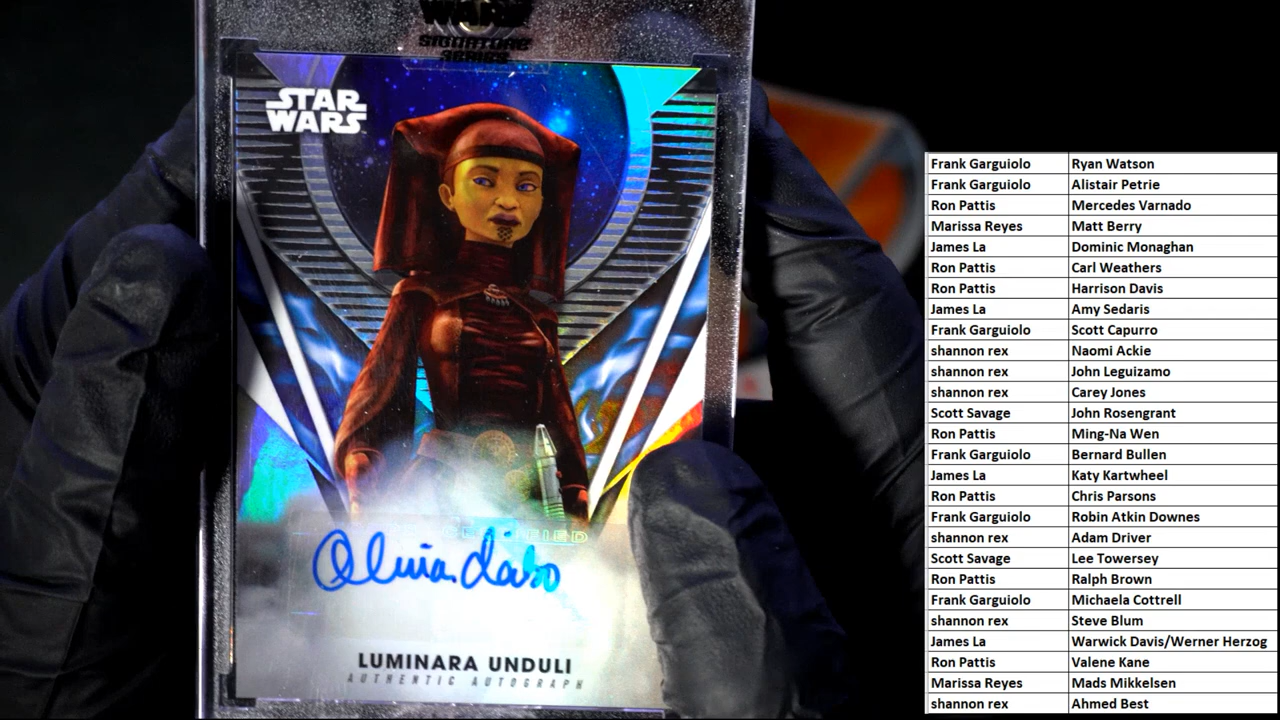 WARS
SIGNATURE
SERIES
STAR
WARS
CERTIFIED
Olivia d'Abo
LUMINARA UNDULI
AUTHENTIC AUTOGRAPH
Frank Garguiolo Ryan Watson
Frank Garguiolo Alistair Petrie
Ron Pattis Mercedes Varnado
Marissa Reyes Matt Berry
James La Dominic Monaghan
Ron Pattis Carl Weathers
Ron Pattis Harrison Davis
James La Amy Sedaris
Frank Garguiolo Scott Capurro
shannon rex Naomi Ackie
shannon rex John Leguizamo
shannon rex Carey Jones
Scott Savage John Rosengrant
Ron Pattis Ming-Na Wen
Frank Garguiolo Bernard Bullen
James La Katy Kartwheel
Ron Pattis Chris Parsons
Frank Garguiolo Robin Atkin Downes
shannon rex Adam Driver
Scott Savage Lee Towersey
Ron Pattis Ralph Brown
Frank Garguiolo Michaela Cottrell
shannon rex Steve Blum
James La Warwick Davis/Werner Herzog
Ron Pattis Valene Kane
Marissa Reyes Mads Mikkelsen
shannon rex Ahmed Best